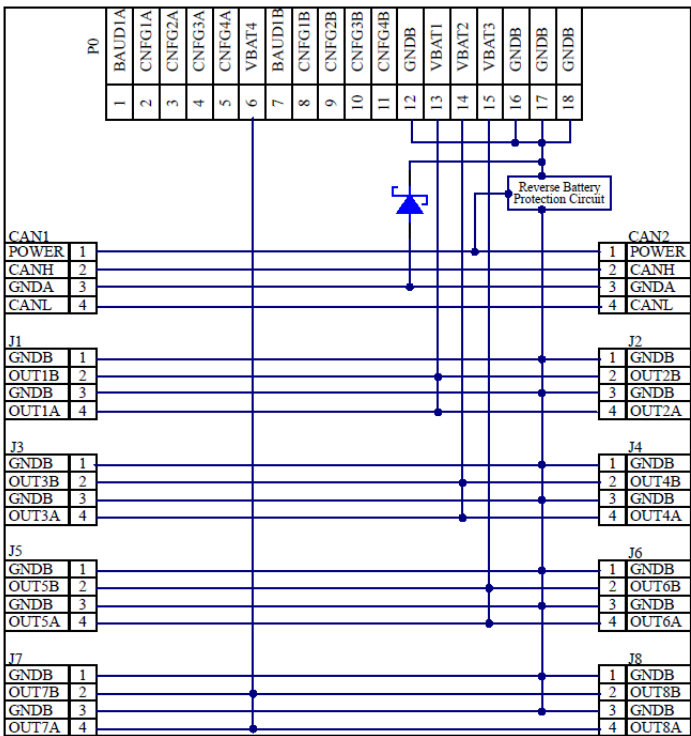 P0
BAUD1A CNFG1A CNFG2A CNFG3A CNFG4A VBAT4 BAUD1B CNFG1B CNFG2B CNFG3B CNFG4B GNDB VBAT1 VBAT2 VBAT3 GNDB GNDB GNDB
1 2 3 4 5 6 7 8 9 10 11 12 13 14 15 16 17 18
Reverse Battery
Protection Circuit
CAN1 CAN2
POWER 1 1 POWER
CANH 2 2 CANH
GNDA 3 3 GNDA
CANL 4 4 CANL
J1 J2
GNDB 1 1 GNDB
OUT1B 2 2 OUT2B
GNDB 3 3 GNDB
OUT1A 4 4 OUT2A
J3 J4
GNDB 1 1 GNDB
OUT3B 2 2 OUT4B
GNDB 3 3 GNDB
OUT3A 4 4 OUT4A
J5 J6
GNDB 1 1 GNDB
OUT5B 2 2 OUT6B
GNDB 3 3 GNDB
OUT5A 4 4 OUT6A
J7 J8
GNDB 1 1 GNDB
OUT7B 2 2 OUT8B
GNDB 3 3 GNDB
OUT7A 4 4 OUT8A